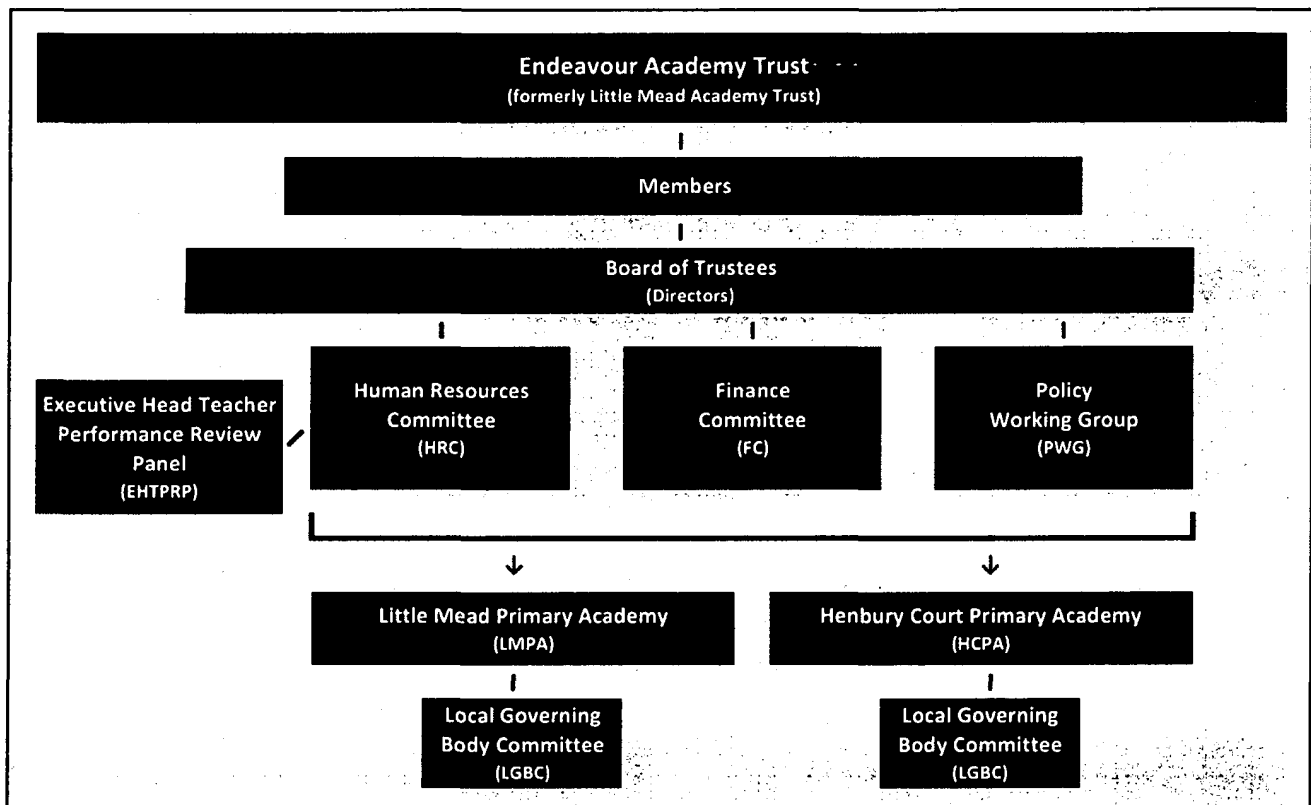 Endeavour Academy Trust
(formerly Little Mead Academy Trust)
Members
Board of Trustees
(Directors)
Executive Head Teacher
Performance Review
Panel
(EHTPRP)
Human Resources
Committee
(HRC)
Finance
Committee
(FC)
Policy
Working Group
(PWG)
Little Mead Primary Academy
(LMPA)
Henbury Court Primary Academy
(HCPA)
Local Governing
Body Committee
(LGBC)
Local Governing
Body Committee
(LGBC)